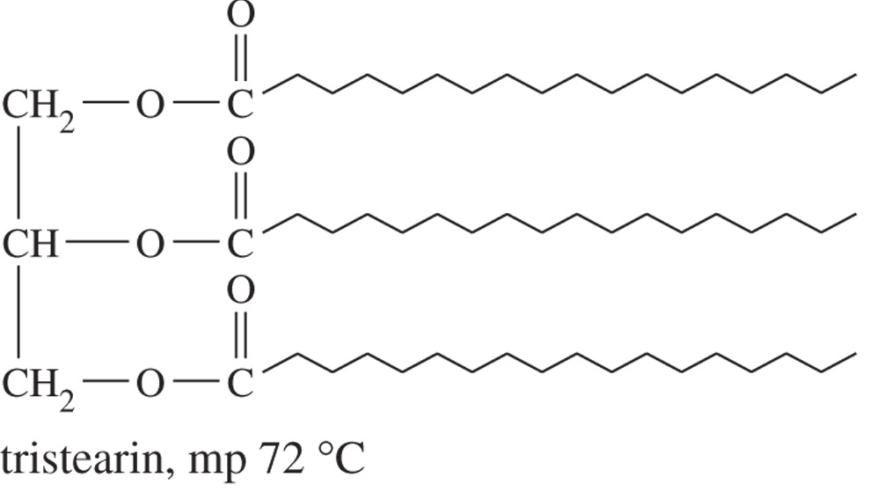 O
CH₂—O—C
O
CH—O—C
O
CH₂—O—C
tristearin, mp 72 °C